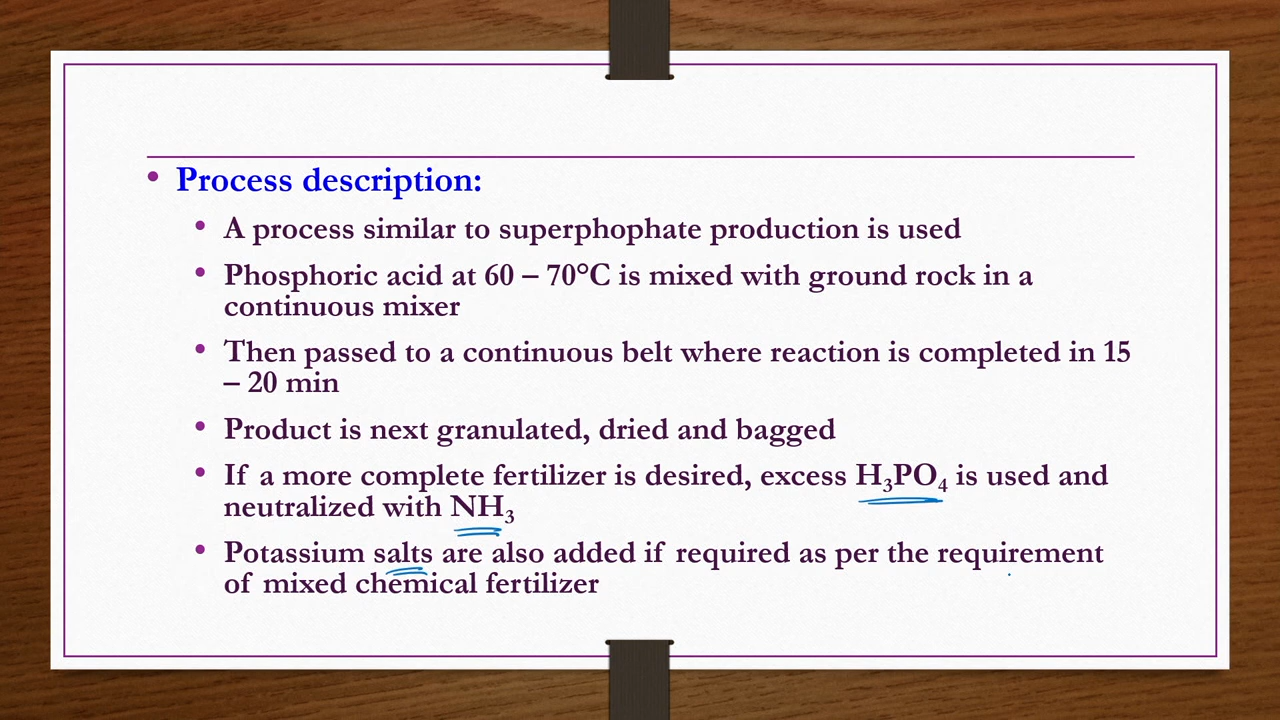 • Process description:
• A process similar to superphophate production is used
• Phosphoric acid at 60 – 70°C is mixed with ground rock in a
continuous mixer
• Then passed to a continuous belt where reaction is completed in 15
– 20 min
• Product is next granulated, dried and bagged
• If a more complete fertilizer is desired, excess H₃PO₄ is used and
neutralized with NH₃
• Potassium salts are also added if required as per the requirement
of mixed chemical fertilizer